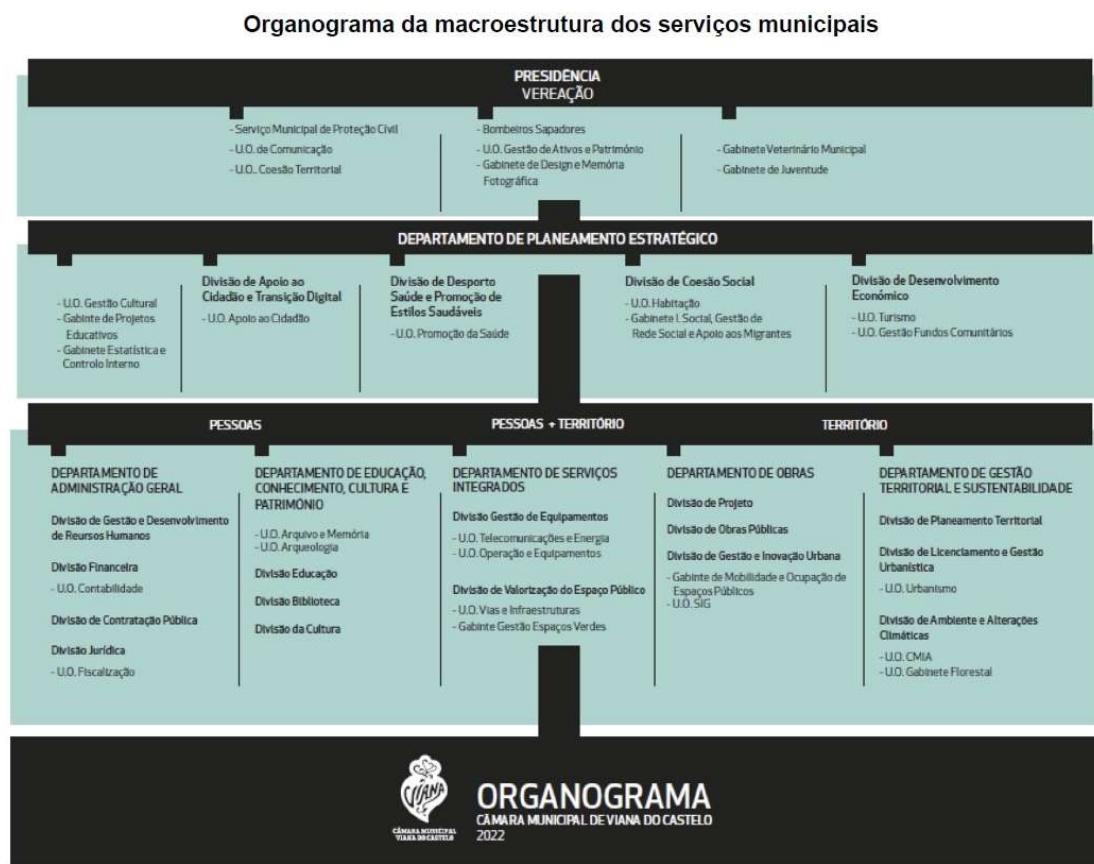 Organograma da macroestrutura dos serviços municipais
PRESIDÊNCIA
VEREAÇÃO
- Serviço Municipal de Proteção Civil
- U.O. de Comunicação
- U.O.. Coesão Territorial
- Bombeiros Sapadores
- U.O. Gestão de Ativos e Património
- Gabinete de Design e Memória
Fotográfica
- Gabinete Veterinário Municipal
- Gabinete de Juventude
DEPARTAMENTO DE PLANEAMENTO ESTRATÉGICO
- U.O. Gestão Cultural
- Gabinte de Projetos
Educativos
- Gabinete Estatística e
Controlo Interno
Divisão de Apoio ao
Cidadão e Transição Digital
- U.O. Apoio ao Cidadão
Divisão de Desporto
Saúde e Promoção de
Estilos Saudáveis
- U.O. Promoção da Saúde
Divisão de Coesão Social
- U.O. Habitação
- Gabinete I. Social, Gestão de
Rede Social e Apoio aos Migrantes
Divisão de Desenvolvimento
Económico
- U.O. Turismo
- U.O. Gestão Fundos Comunitários
PESSOAS
PESSOAS + TERRITÓRIO
TERRITÓRIO
DEPARTAMENTO DE
ADMINISTRAÇÃO GERAL
Divisão de Gestão e Desenvolvimento
de Reursos Humanos
Divisão Financeira
- U.O. Contabilidade
Divisão de Contratação Pública
Divisão Jurídica
- U.O. Fiscalização
DEPARTAMENTO DE EDUCAÇÃO,
CONHECIMENTO, CULTURA E
PATRIMÓNIO
- U.O. Arquivo e Memória
- U.O. Arqueologia
Divisão Educação
Divisão Biblioteca
Divisão da Cultura
DEPARTAMENTO DE SERVIÇOS
INTEGRADOS
Divisão Gestão de Equipamentos
- U.O. Telecomunicações e Energia
- U.O. Operação e Equipamentos
Divisão de Valorização do Espaço Público
- U.O. Vias e Infraestruturas
- Gabinte Gestão Espaços Verdes
DEPARTAMENTO DE OBRAS
Divisão de Projeto
Divisão de Obras Públicas
Divisão de Gestão e Inovação Urbana
- Gabinte de Mobilidade e Ocupação de
Espaços Públicos
- U.O. SIG
DEPARTAMENTO DE GESTÃO
TERRITORIAL E SUSTENTABILIDADE
Divisão de Planeamento Territorial
Divisão de Licenciamento e Gestão
Urbanística
- U.O. Urbanismo
Divisão de Ambiente e Alterações
Climáticas
- U.O. CMIA
- U.O. Gabinete Florestal
VIANA
CÂMARA MUNICIPAL
VIANA DO CASTELO
ORGANOGRAMA
CÂMARA MUNICIPAL DE VIANA DO CASTELO
2022